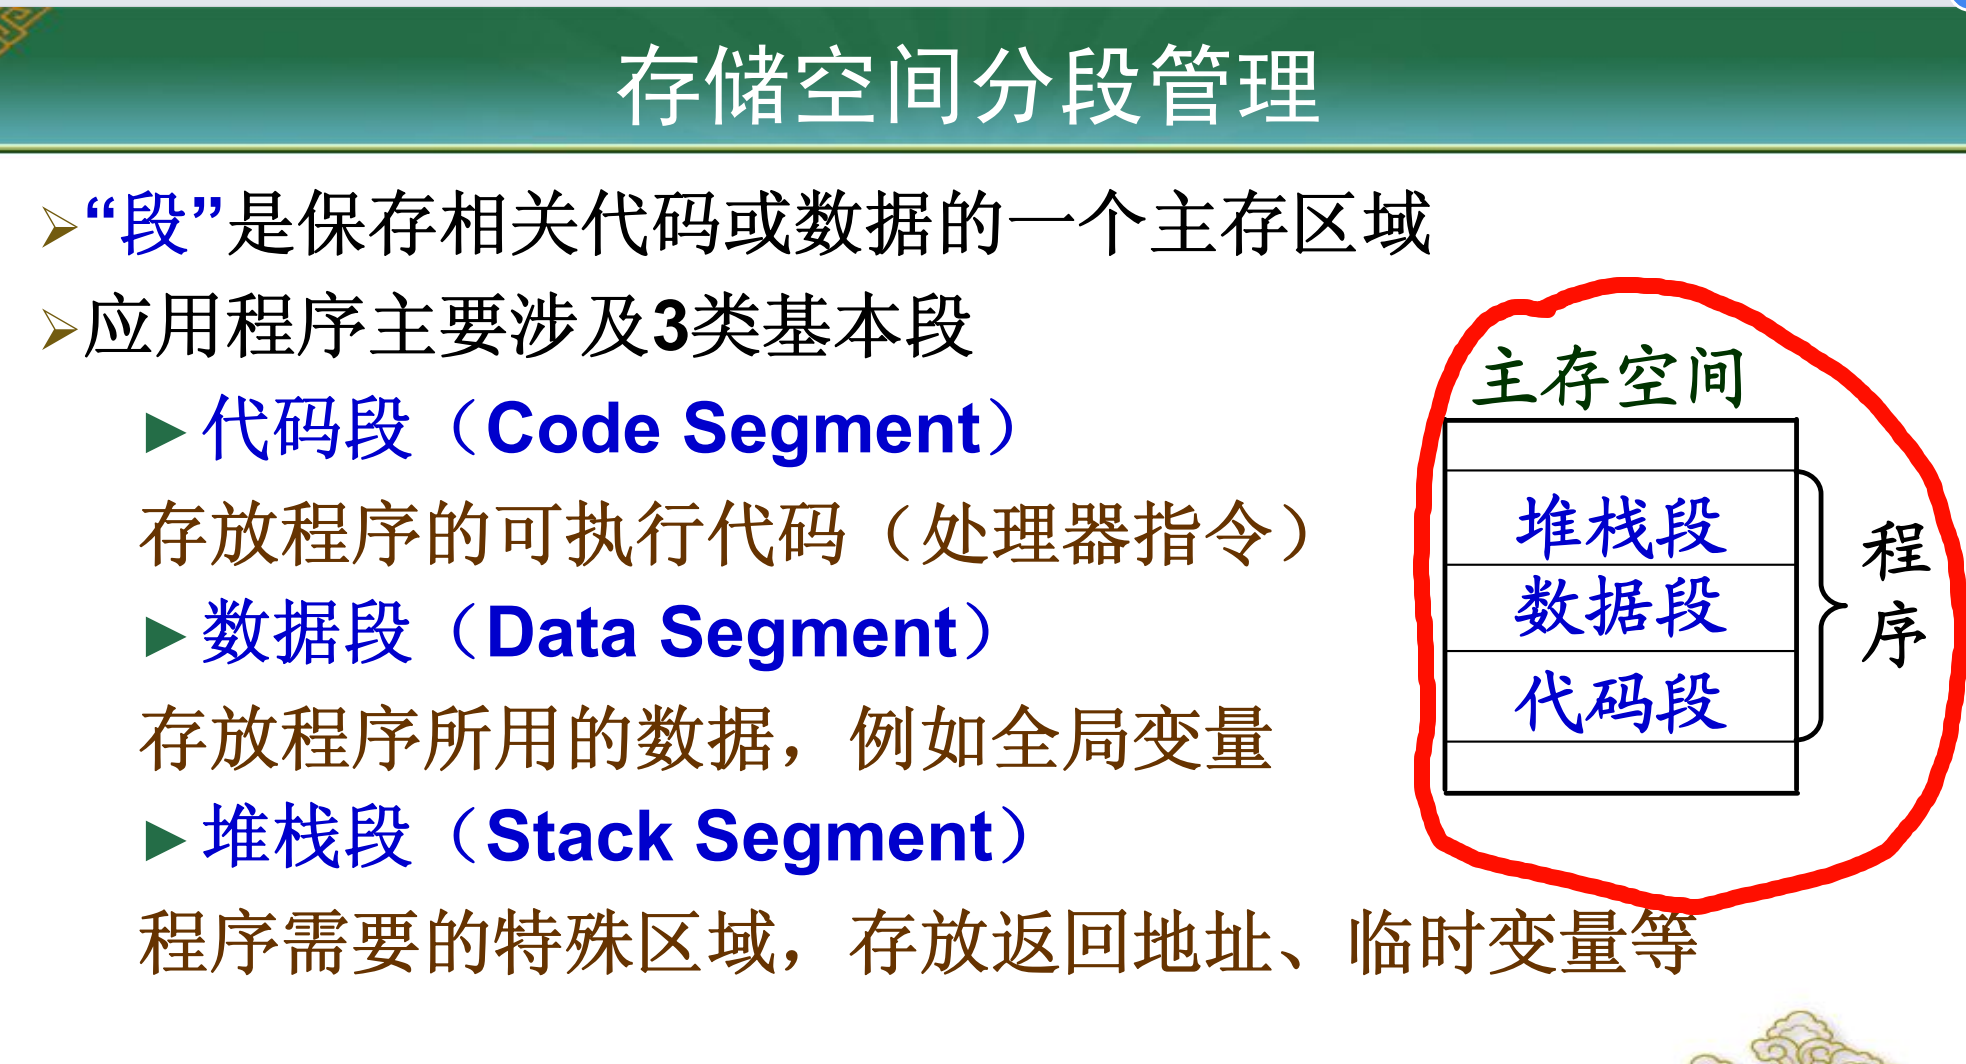 存储空间分段管理
“段”是保存相关代码或数据的一个主存区域
应用程序主要涉及3类基本段
代码段（Code Segment）
存放程序的可执行代码（处理器指令）
数据段（Data Segment）
存放程序所用的数据，例如全局变量
堆栈段（Stack Segment）
程序需要的特殊区域，存放返回地址、临时变量等
主存空间
堆栈段
数据段
代码段
程
序